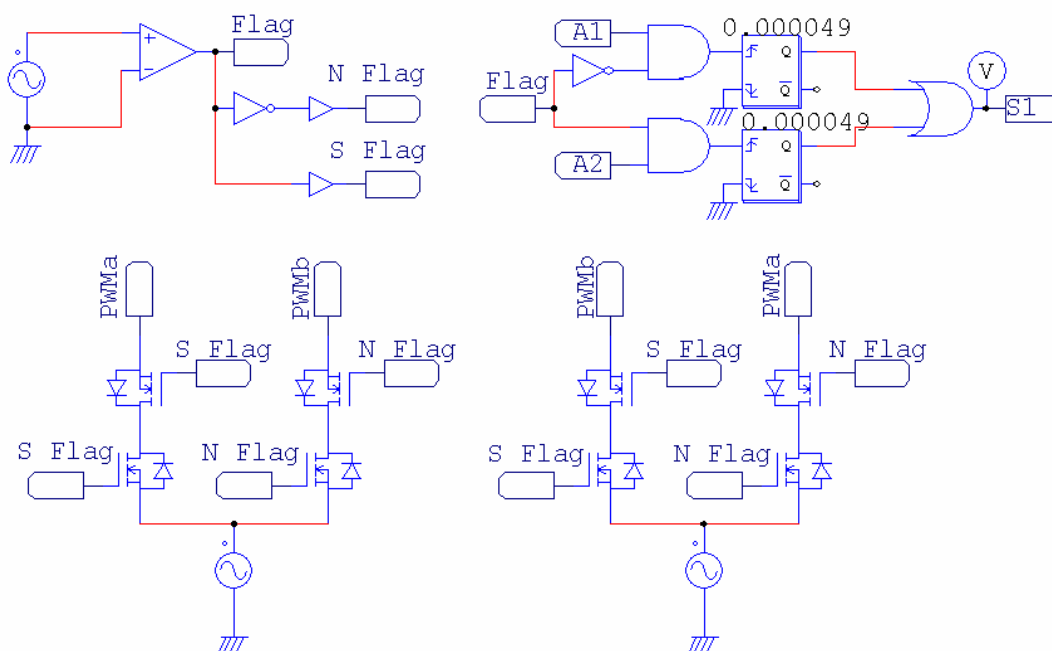 Flag
N Flag
S Flag
A1
0.000049
Q
Q
Flag
V
S1
0.000049
A2
Q
Q
PWMa
PWMb
S Flag
N Flag
S Flag
N Flag
PWMb
PWMa
S Flag
N Flag
S Flag
N Flag